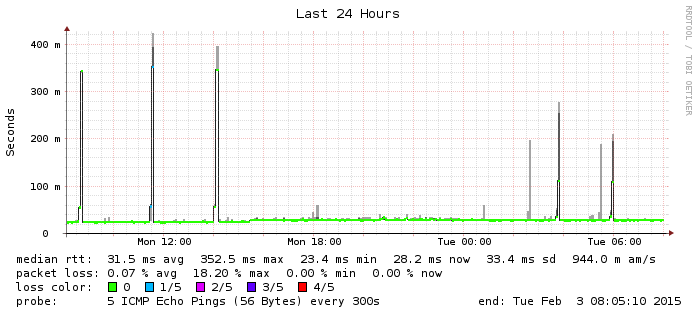 Last 24 Hours
RRDTOOL / TOBI OETIKER
Seconds
400 m
300 m
200 m
100 m
0
Mon 12:00 Mon 18:00 Tue 00:00 Tue 06:00
median rtt: 31.5 ms avg 352.5 ms max 23.4 ms min 28.2 ms now 33.4 ms sd 944.0 m am/s
packet loss: 0.07 % avg 18.20 % max 0.00 % min 0.00 % now
loss color: 0 1/5 2/5 3/5 4/5
probe: 5 ICMP Echo Pings (56 Bytes) every 300s end: Tue Feb 3 08:05:10 2015